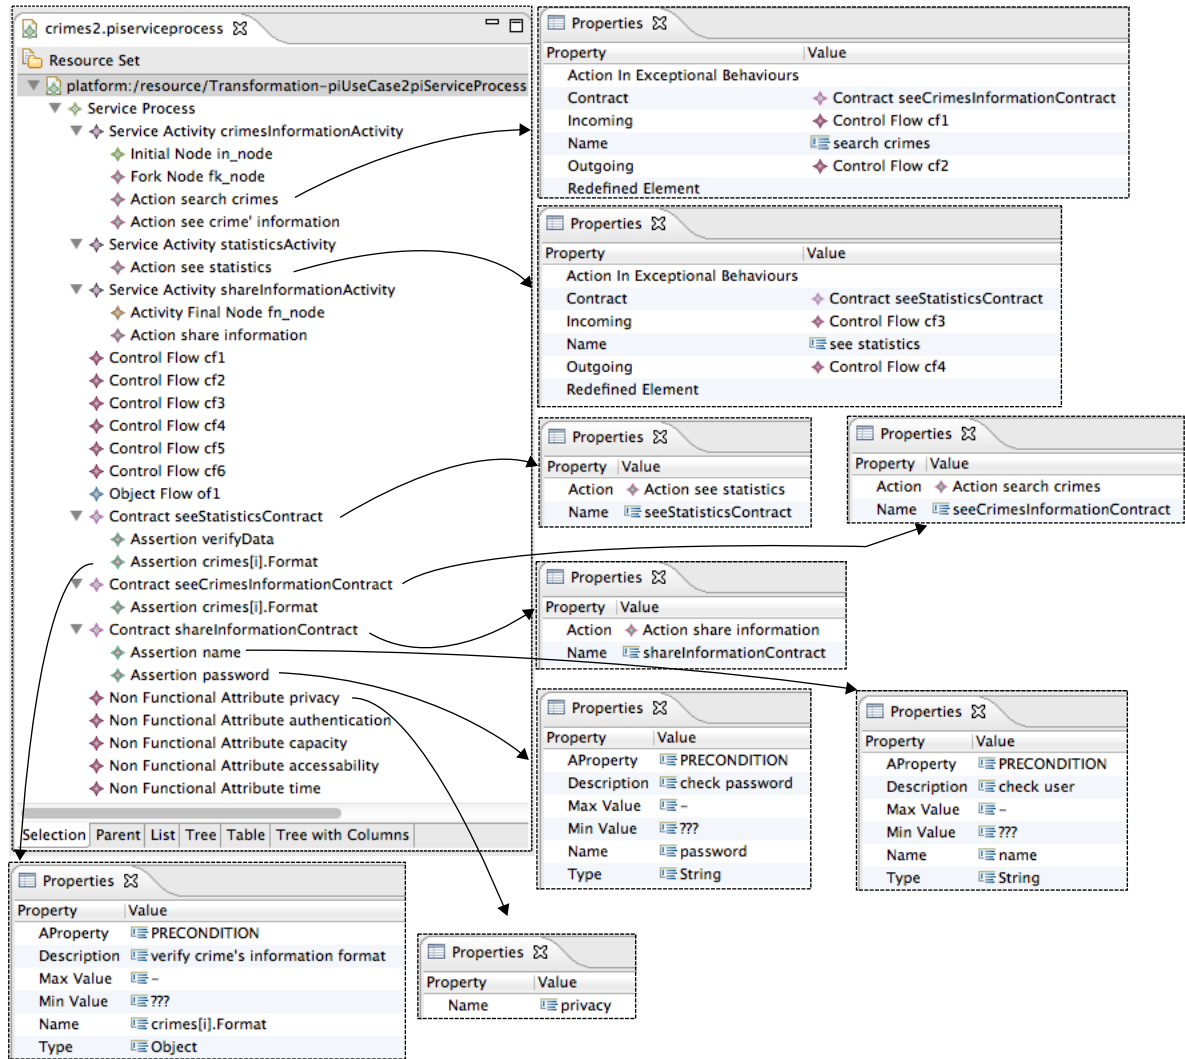 crimes2.piserviceprocess
Resource Set
platform:/resource/Transformation-piUseCase2piServiceProcess
Service Process
Service Activity crimesInformationActivity
Initial Node in_node
Fork Node fk_node
Action search crimes
Action see crime' information
Service Activity statisticsActivity
Action see statistics
Service Activity shareInformationActivity
Activity Final Node fn_node
Action share information
Control Flow cf1
Control Flow cf2
Control Flow cf3
Control Flow cf4
Control Flow cf5
Control Flow cf6
Object Flow of1
Contract seeStatisticsContract
Assertion verifyData
Assertion crimes[i].Format
Contract seeCrimesInformationContract
Assertion crimes[i].Format
Contract shareInformationContract
Assertion name
Assertion password
Non Functional Attribute privacy
Non Functional Attribute authentication
Non Functional Attribute capacity
Non Functional Attribute accessability
Non Functional Attribute time
Selection Parent List Tree Table Tree with Columns
Properties
Property Value
Action In Exceptional Behaviours
Contract Contract seeCrimesInformationContract
Incoming Control Flow cf1
Name search crimes
Outgoing Control Flow cf2
Redefined Element
Properties
Property Value
Action In Exceptional Behaviours
Contract Contract seeStatisticsContract
Incoming Control Flow cf3
Name see statistics
Outgoing Control Flow cf4
Redefined Element
Properties
Property Value
Action Action see statistics
Name seeStatisticsContract
Properties
Property Value
Action Action search crimes
Name seeCrimesInformationContract
Properties
Property Value
Action Action share information
Name shareInformationContract
Properties
Property Value
AProperty PRECONDITION
Description check password
Max Value –
Min Value ???
Name password
Type String
Properties
Property Value
AProperty PRECONDITION
Description check user
Max Value –
Min Value ???
Name name
Type String
Properties
Property Value
AProperty PRECONDITION
Description verify crime's information format
Max Value –
Min Value ???
Name crimes[i].Format
Type Object
Properties
Property Value
Name privacy